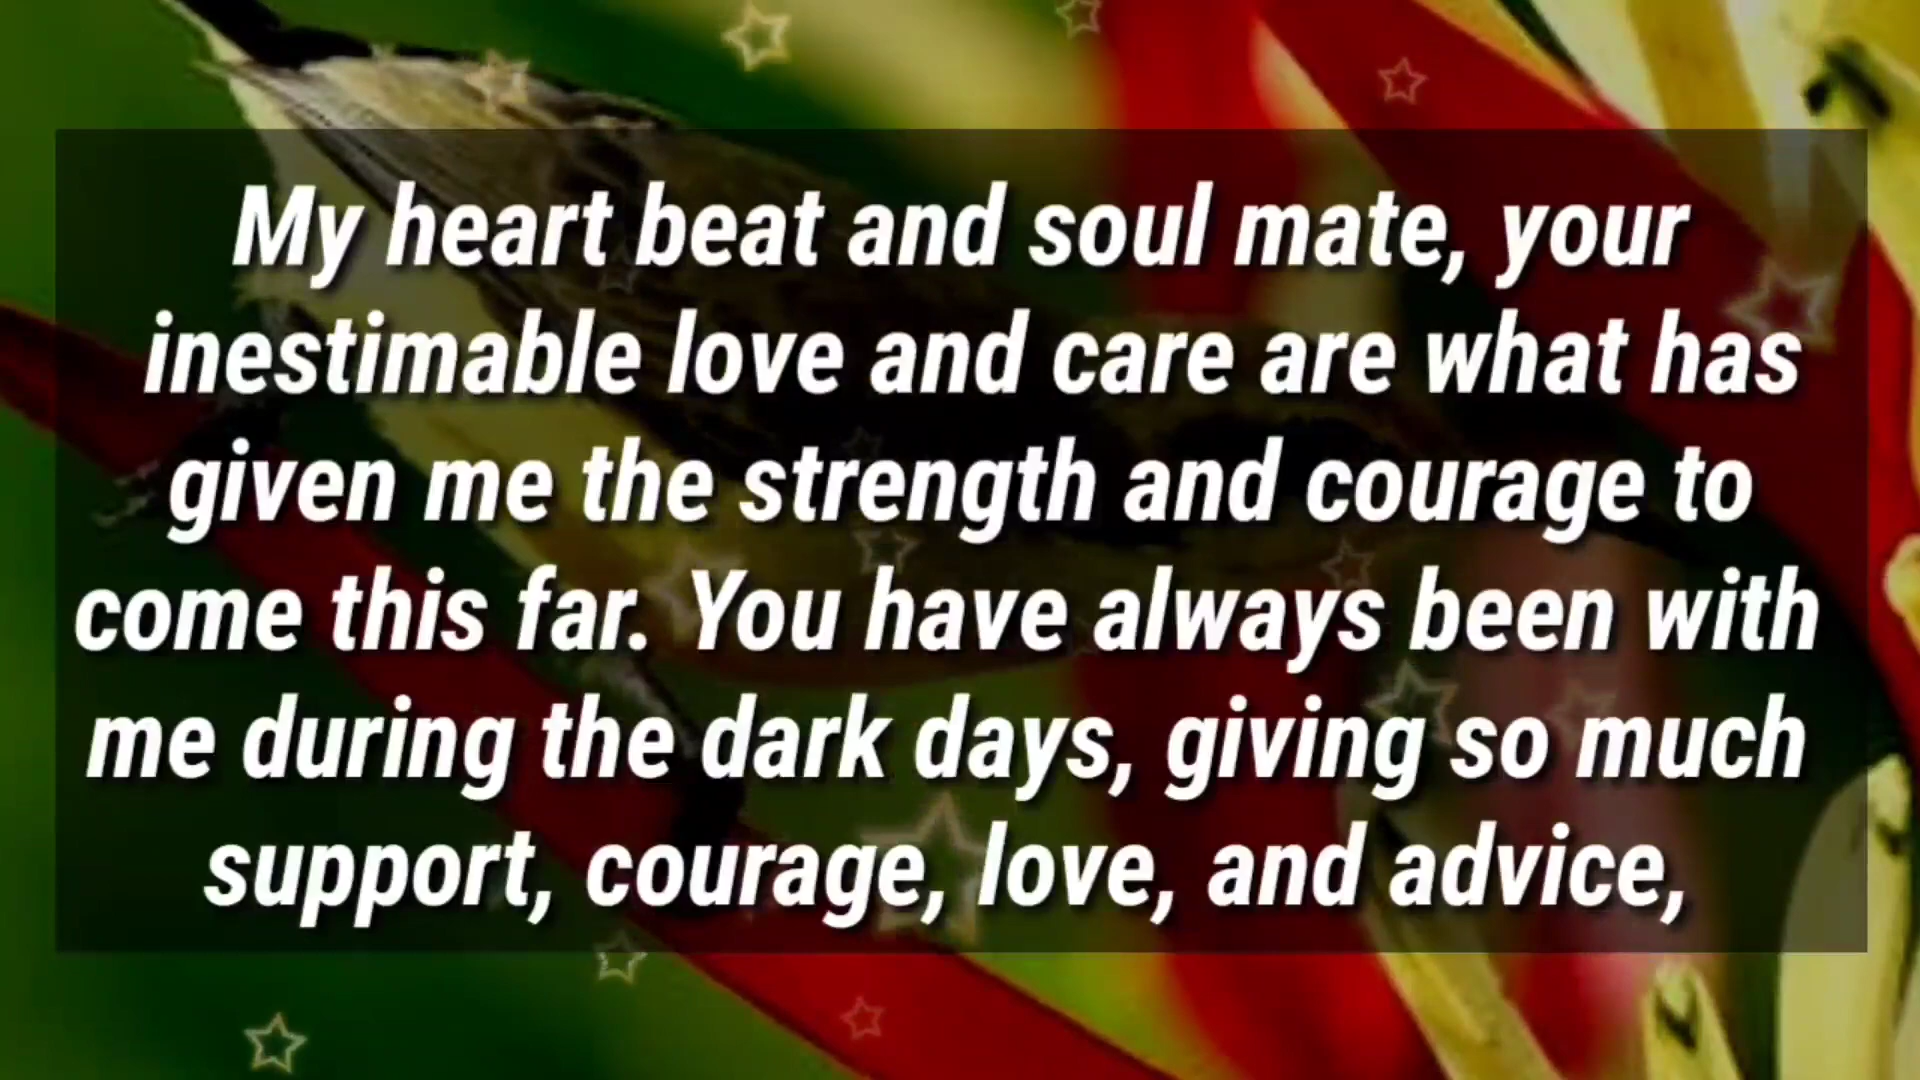 My heart beat and soul mate, your
inestimable love and care are what has
given me the strength and courage to
come this far. You have always been with
me during the dark days, giving so much
support, courage, love, and advice,